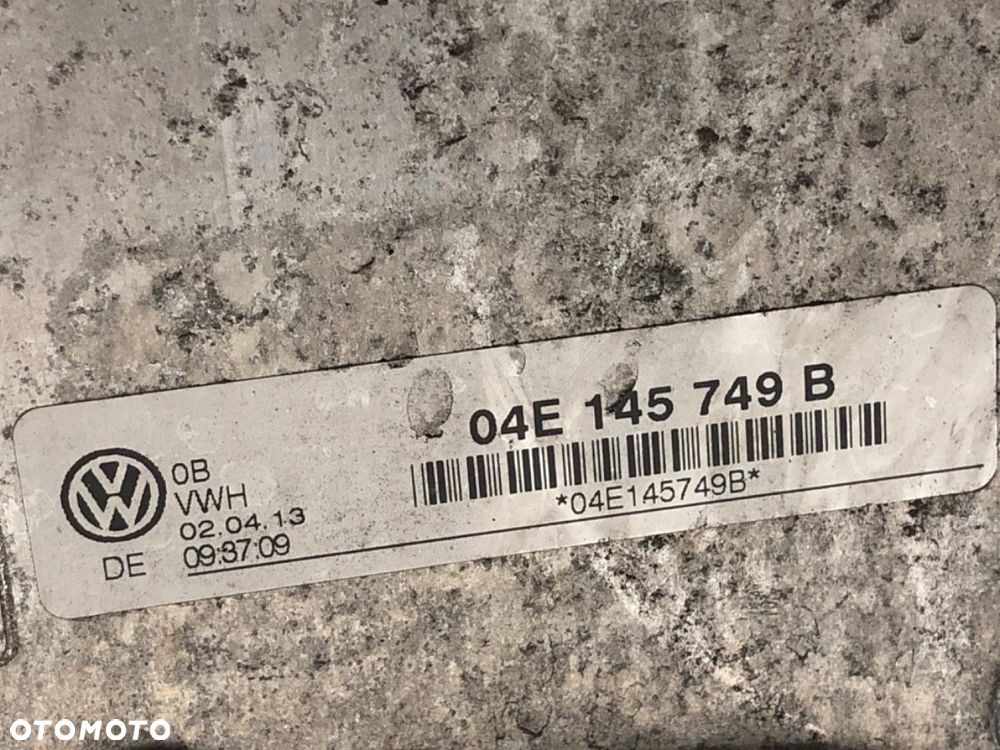 04E 145 749 B
*04E145749B*
0B
VWH
02.04.13
DE 09:37:09
OTOMOTO